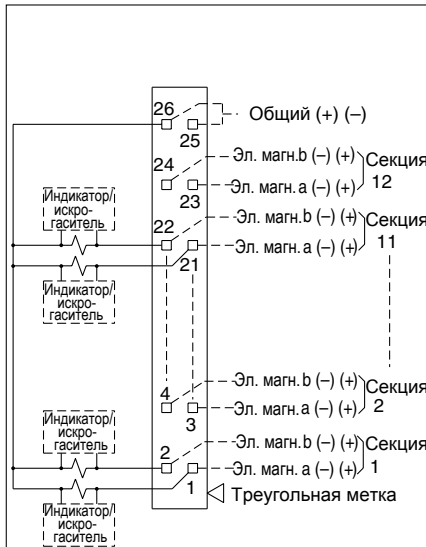 26
Общий (+) (–)
25
24
Эл. магн.b (–) (+)
Секция
12
23
Эл. магн.a (–) (+)
Индикатор/
искро-
гаситель
22
Эл. магн.b (–) (+)
Секция
11
21
Эл. магн.a (–) (+)
Индикатор/
искро-
гаситель
4
Эл. магн.b (–) (+)
Секция
2
3
Эл. магн.a (–) (+)
Индикатор/
искро-
гаситель
2
Эл. магн.b (–) (+)
Секция
1
1
Эл. магн.a (–) (+)
Треугольная метка
Индикатор/
искро-
гаситель